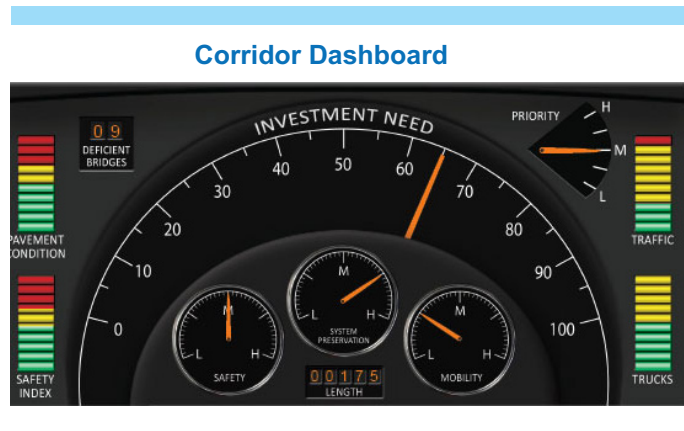 Corridor Dashboard
INVESTMENT NEED
PRIORITY
H
M
L
09
DEFICIENT
BRIDGES
0
10
20
30
40
50
60
70
80
90
100
PAVEMENT
CONDITION
TRAFFIC
SAFETY
INDEX
TRUCKS
M
L
H
SAFETY
M
L
H
SYSTEM
PRESERVATION
M
L
H
MOBILITY
00175
LENGTH